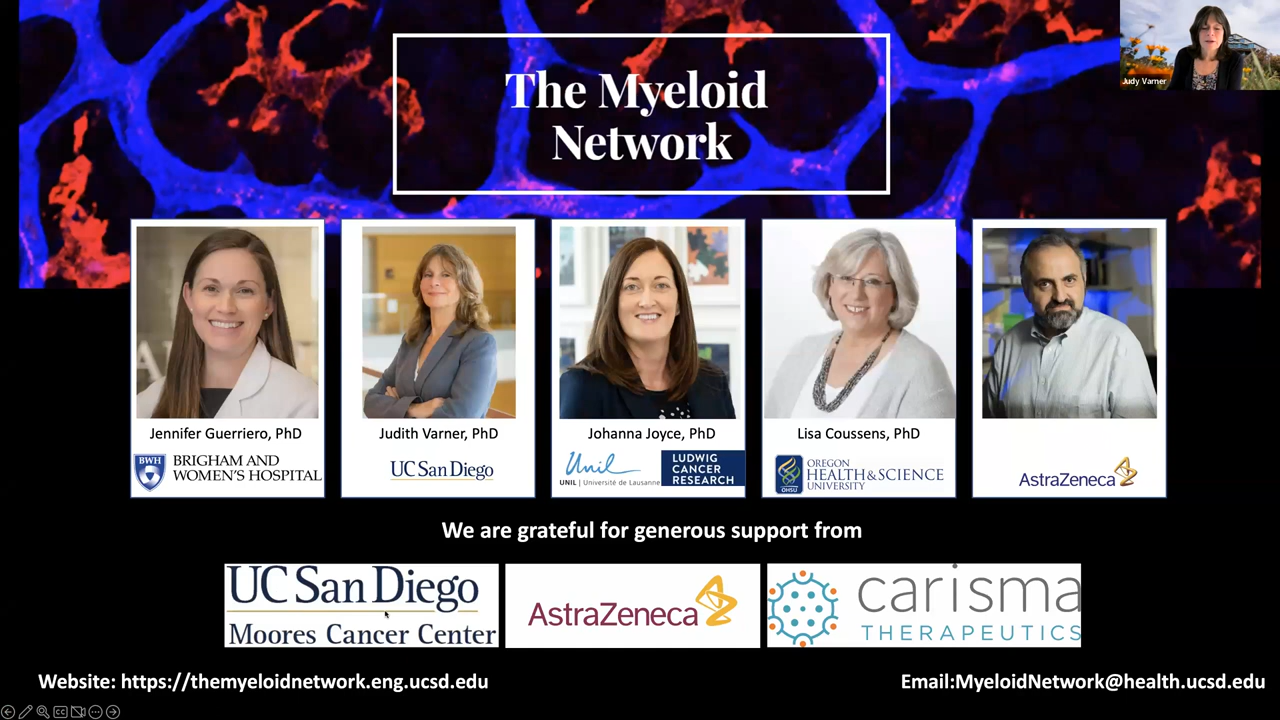 The Myeloid
Network
Judy Varner
Jennifer Guerriero, PhD
BWH
BRIGHAM AND
WOMEN'S HOSPITAL
Judith Varner, PhD
UC San Diego
Johanna Joyce, PhD
Unil
UNIL | Université de Lausanne
LUDWIG
CANCER
RESEARCH
Lisa Coussens, PhD
OHSU
OREGON
HEALTH & SCIENCE
UNIVERSITY
AstraZeneca
We are grateful for generous support from
UC San Diego
Moores Cancer Center
AstraZeneca
carisma
THERAPEUTICS
Website: https://themyeloidnetwork.eng.ucsd.edu
Email:MyeloidNetwork@health.ucsd.edu